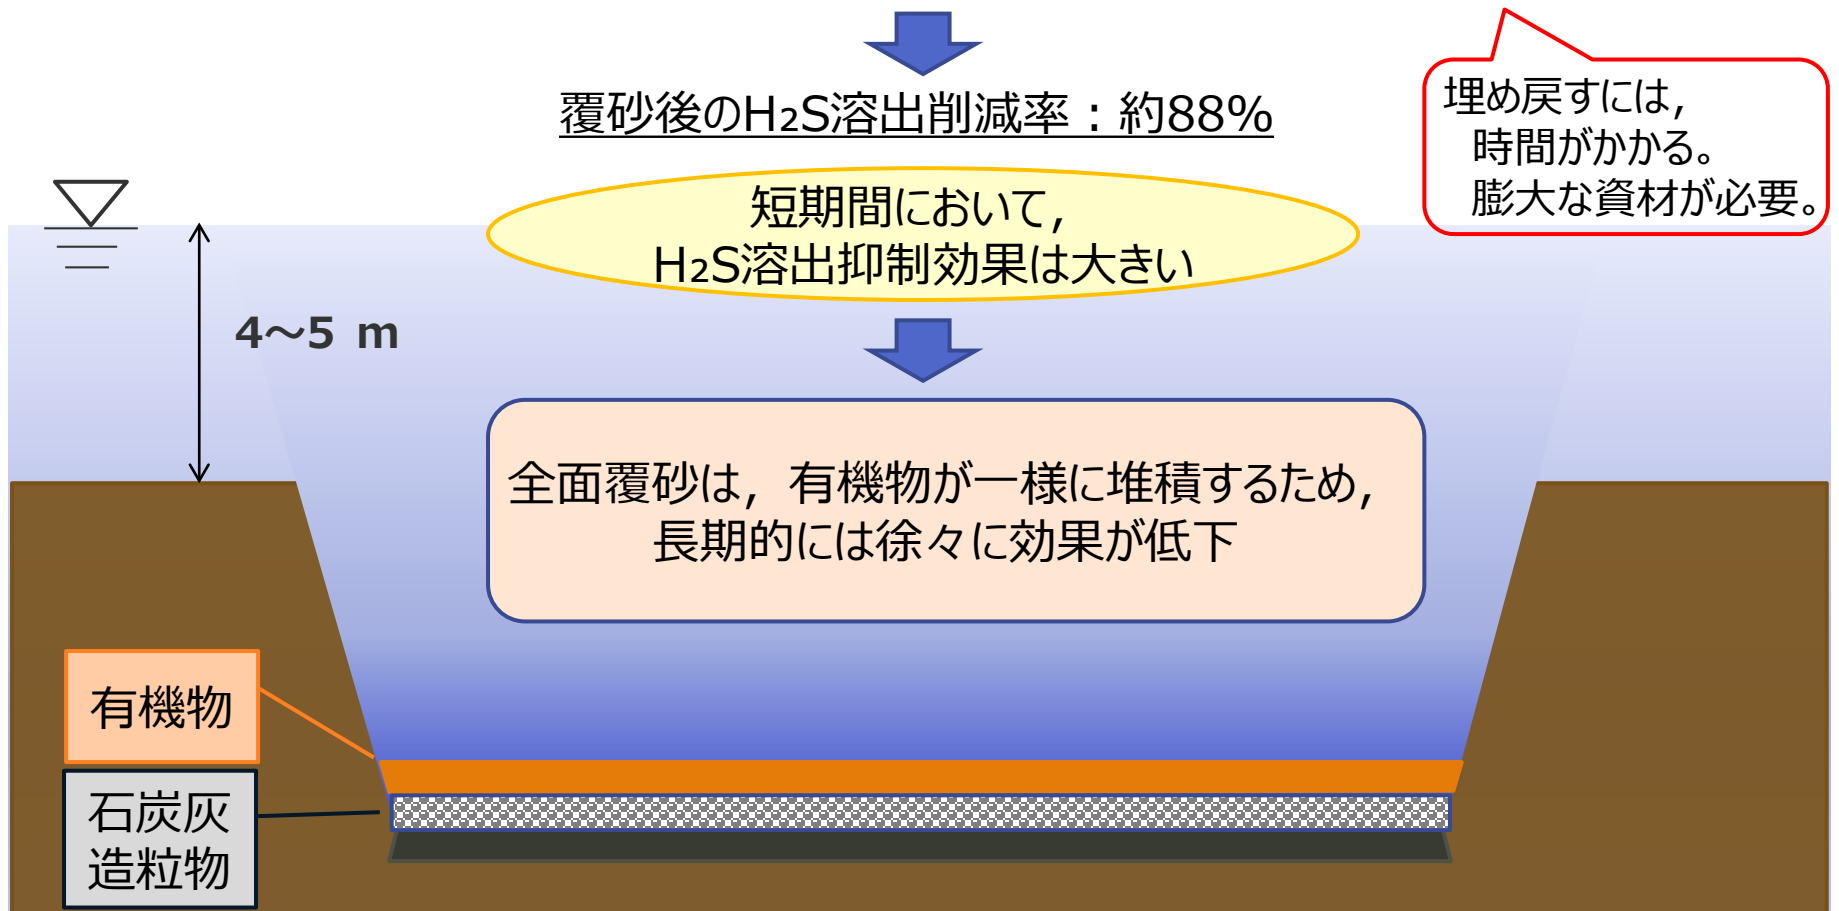 覆砂後のH₂S溶出削減率：約88%
埋め戻すには，
時間がかかる。
膨大な資材が必要。
短期間において，
H₂S溶出抑制効果は大きい
4～5 m
全面覆砂は，有機物が一様に堆積するため，
長期的には徐々に効果が低下
有機物
石炭灰
造粒物